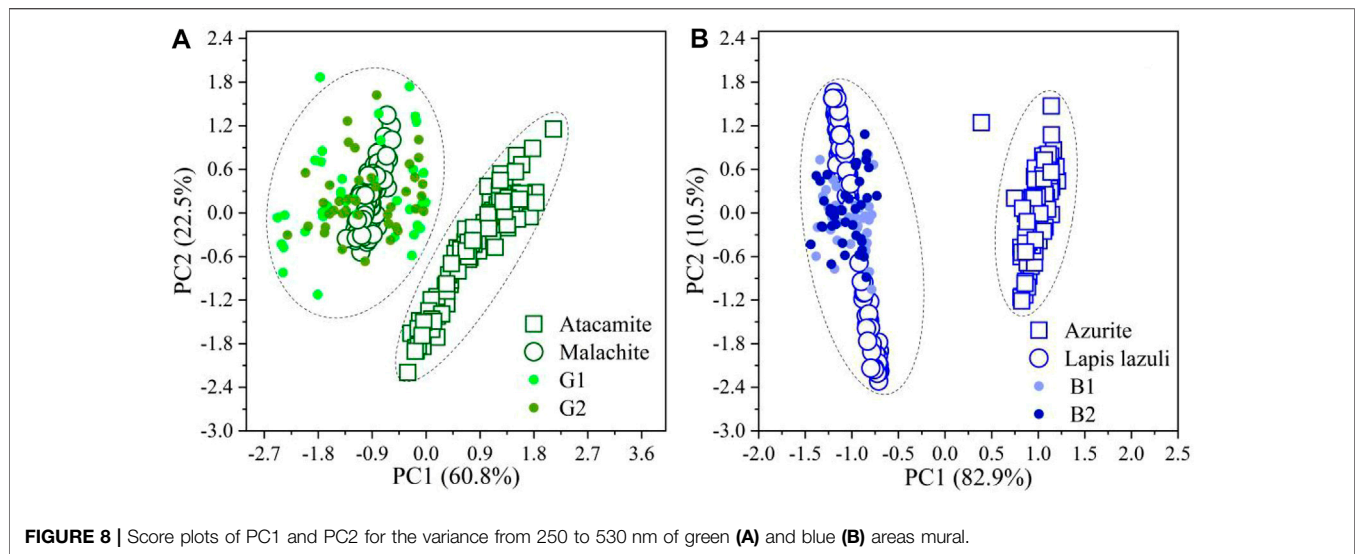 A
2.4
1.8
1.2
0.6
0.0
-0.6
-1.2
-1.8
-2.4
-3.0
PC2 (22.5%)
Atacamite
Malachite
G1
G2
-2.7 -1.8 -0.9 0.0 0.9 1.8 2.7 3.6
PC1 (60.8%)
B
2.4
1.8
1.2
0.6
0.0
-0.6
-1.2
-1.8
-2.4
-3.0
PC2 (10.5%)
Azurite
Lapis lazuli
B1
B2
-2.0 -1.5 -1.0 -0.5 0.0 0.5 1.0 1.5 2.0 2.5
PC1 (82.9%)
FIGURE 8 | Score plots of PC1 and PC2 for the variance from 250 to 530 nm of green (A) and blue (B) areas mural.